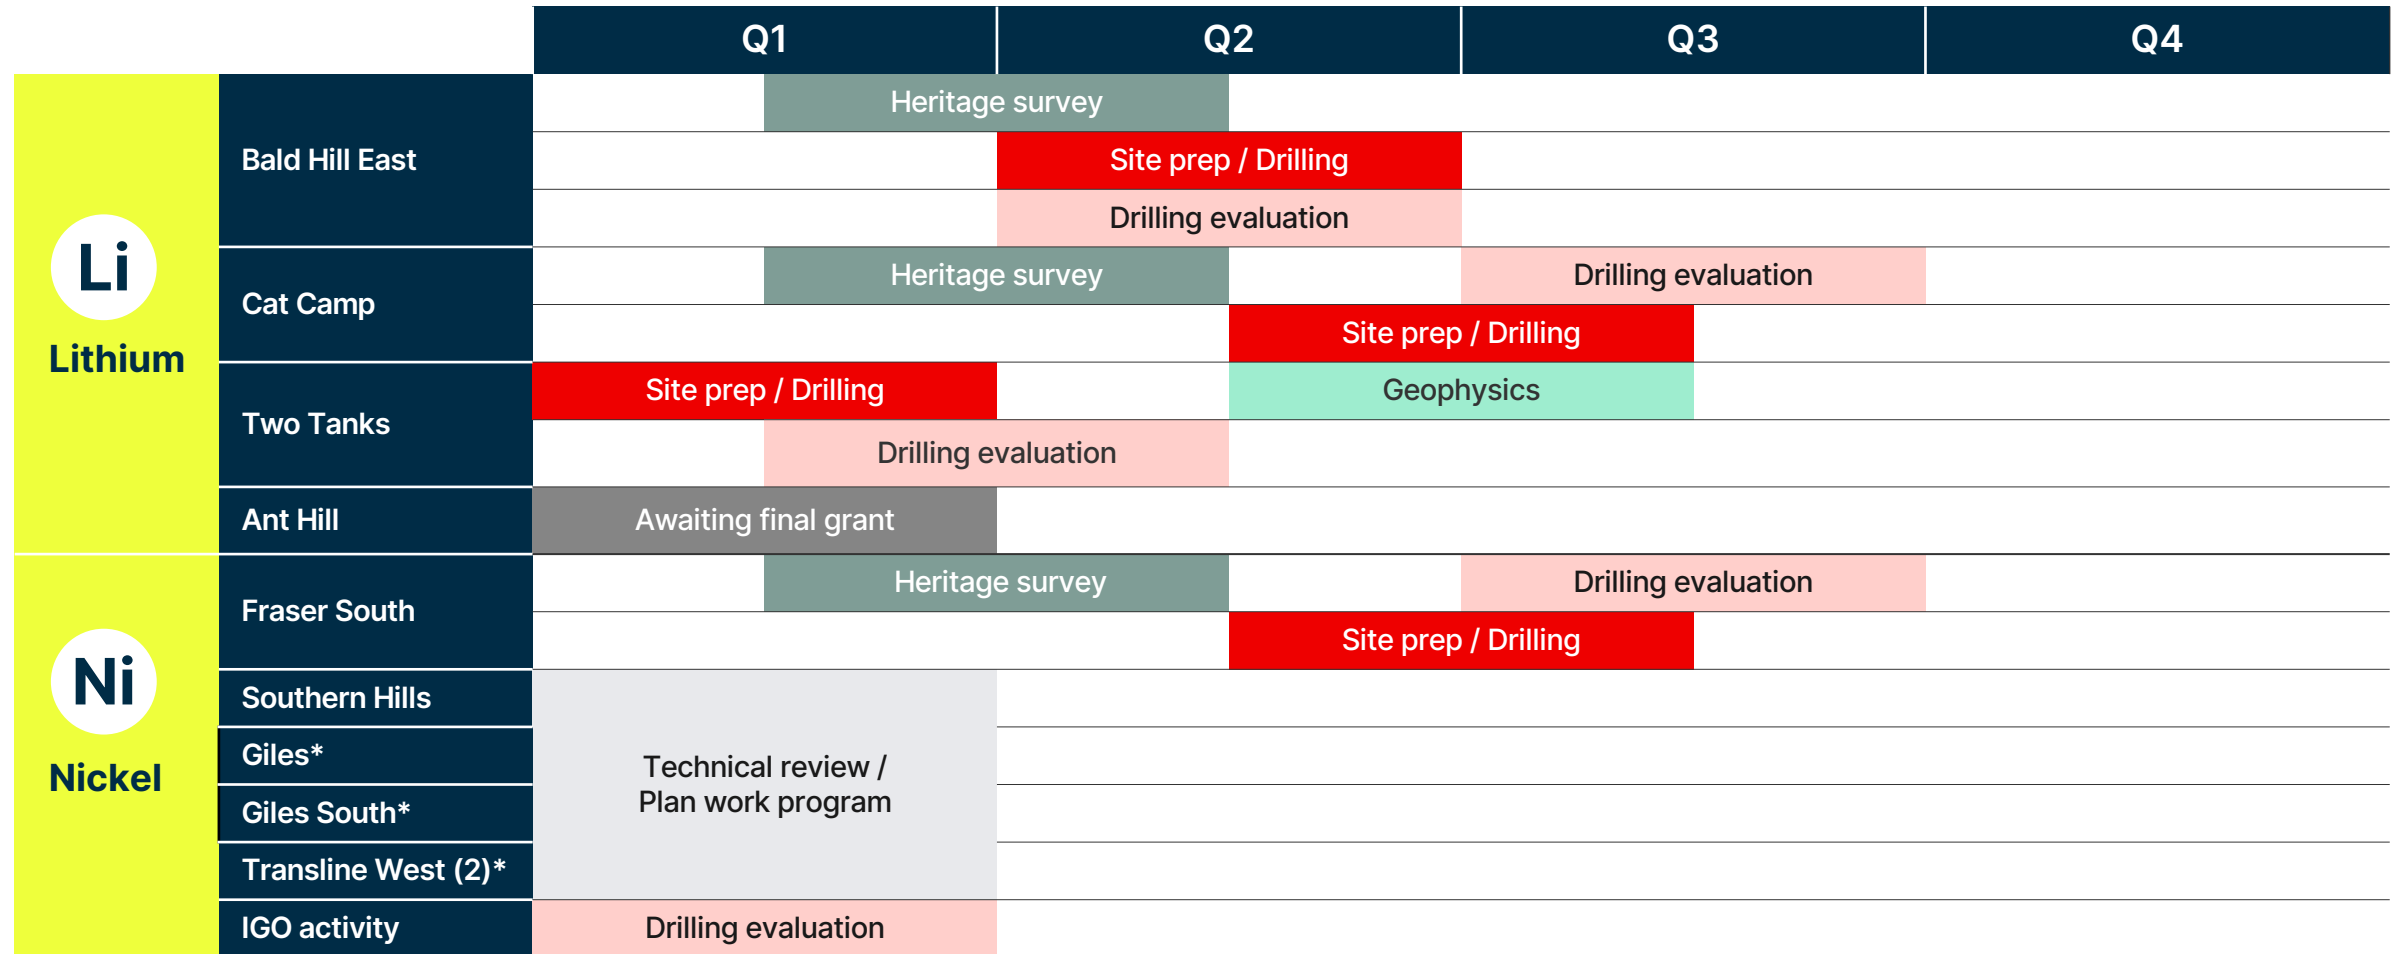 Q1 Q2 Q3 Q4
Li
Lithium
Bald Hill East
Heritage survey
Site prep / Drilling
Drilling evaluation
Cat Camp
Heritage survey Drilling evaluation
Site prep / Drilling
Two Tanks
Site prep / Drilling Geophysics
Drilling evaluation
Ant Hill Awaiting final grant
Ni
Nickel
Fraser South
Heritage survey Drilling evaluation
Site prep / Drilling
Southern Hills
Giles*
Giles South*
Transline West (2)*
Technical review /
Plan work program
IGO activity Drilling evaluation